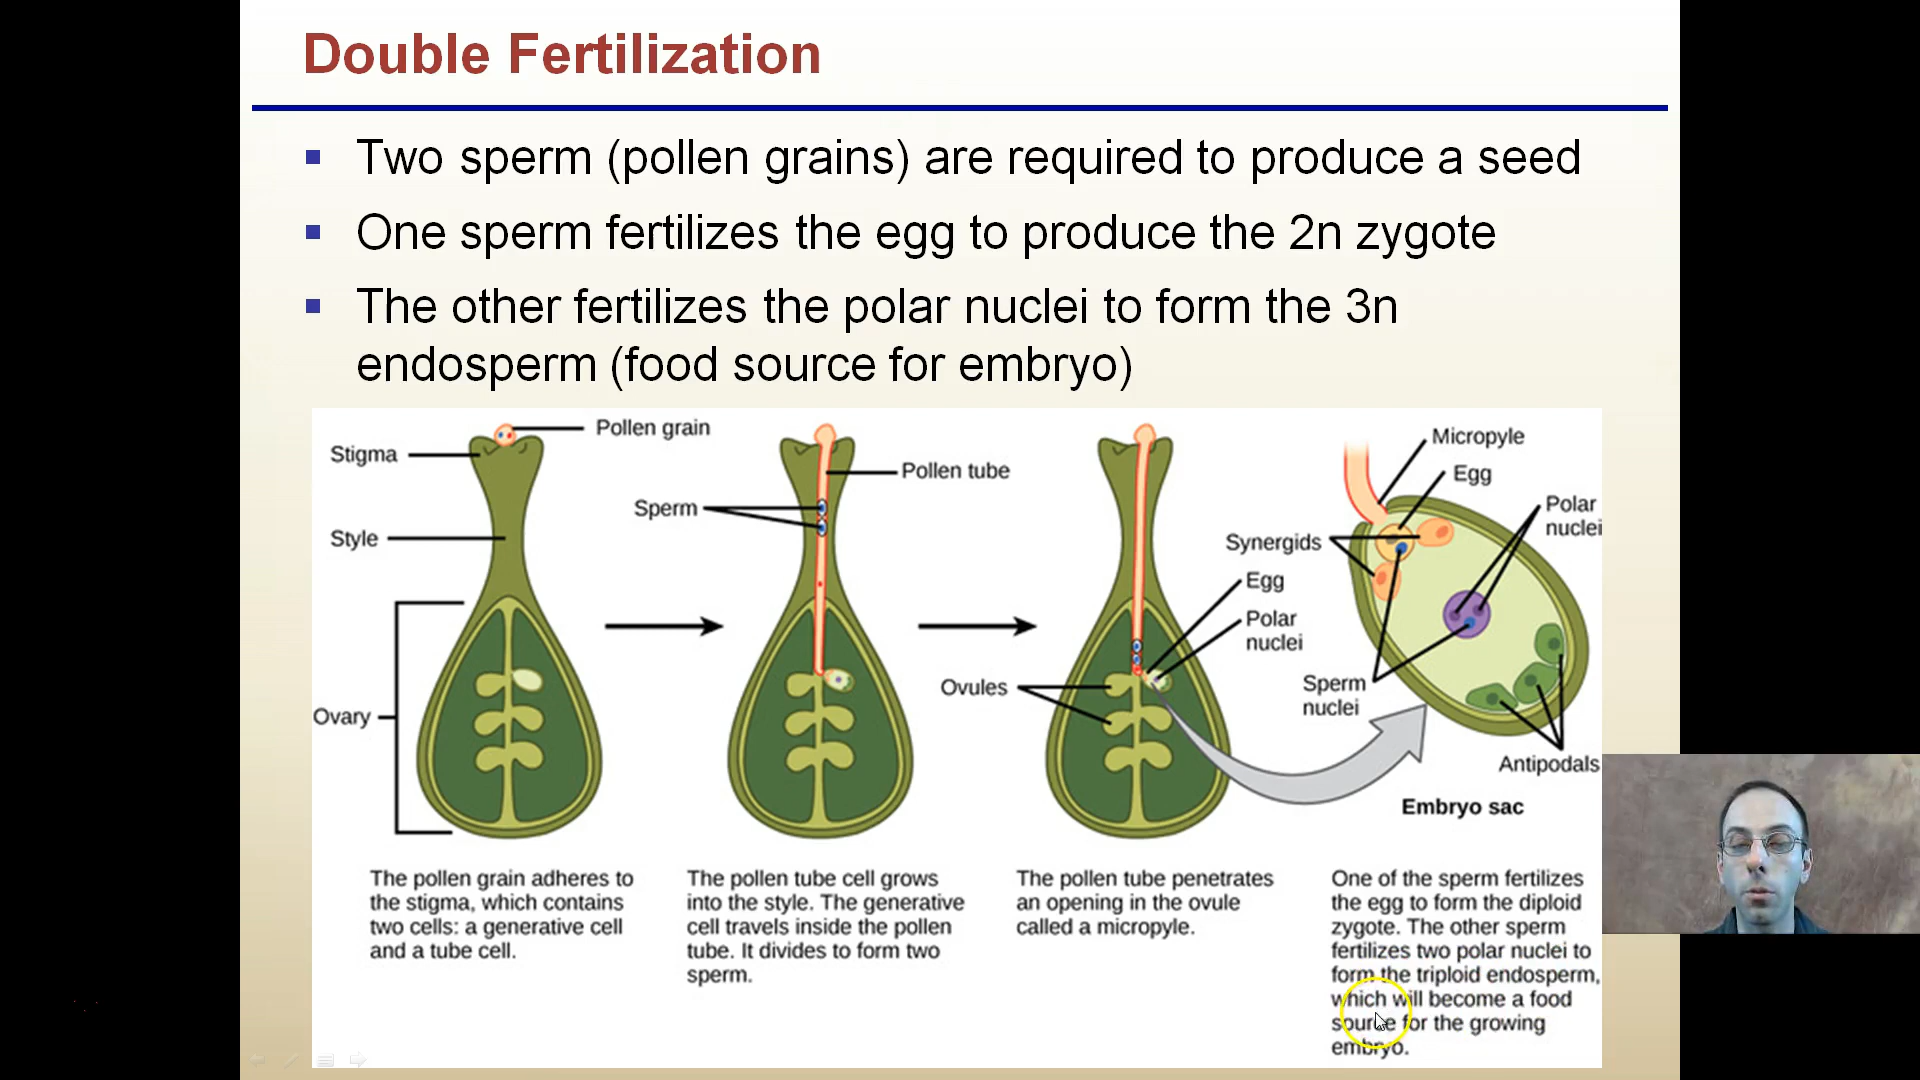 Double Fertilization
Two sperm (pollen grains) are required to produce a seed
One sperm fertilizes the egg to produce the 2n zygote
The other fertilizes the polar nuclei to form the 3n
endosperm (food source for embryo)
Pollen grain
Stigma
Style
Ovary
Pollen tube
Sperm
Ovules
Egg
Polar
nuclei
Micropyle
Egg
Polar
nuclei
Synergids
Sperm
nuclei
Antipodals
Embryo sac
The pollen grain adheres to
the stigma, which contains
two cells: a generative cell
and a tube cell.
The pollen tube cell grows
into the style. The generative
cell travels inside the pollen
tube. It divides to form two
sperm.
The pollen tube penetrates
an opening in the ovule
called a micropyle.
One of the sperm fertilizes
the egg to form the diploid
zygote. The other sperm
fertilizes two polar nuclei to
form the triploid endosperm,
which will become a food
source for the growing
embryo.